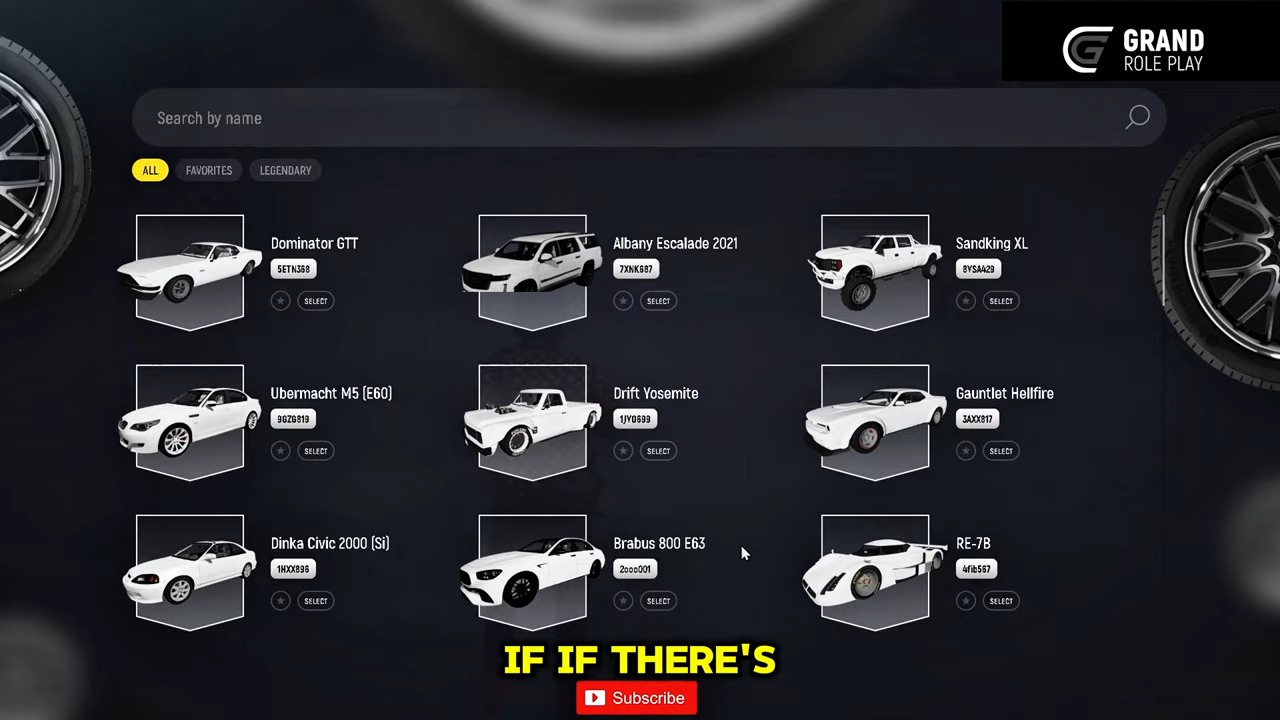 GRAND
ROLE PLAY
Search by name
ALL
FAVORITES
LEGENDARY
Dominator GTT
5ETN368
SELECT
Albany Escalade 2021
7XNK687
SELECT
Sandking XL
8YSA429
SELECT
Ubermacht M5 (E60)
9GZG819
SELECT
Drift Yosemite
1JYO699
SELECT
Gauntlet Hellfire
3AXX817
SELECT
Dinka Civic 2000 (Si)
1HXX896
SELECT
Brabus 800 E63
2ooo001
SELECT
RE-7B
4fib567
SELECT
IF IF THERE'S
Subscribe